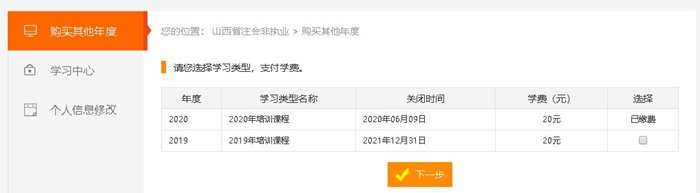 购买其他年度
学习中心
个人信息修改
您的位置： 山西省注会非执业 > 购买其他年度
请您选择学习类型，支付学费。
年度 学习类型名称 关闭时间 学费（元） 选择
2020 2020年培训课程 2020年06月09日 20元 已缴费
2019 2019年培训课程 2021年12月31日 20元
下一步